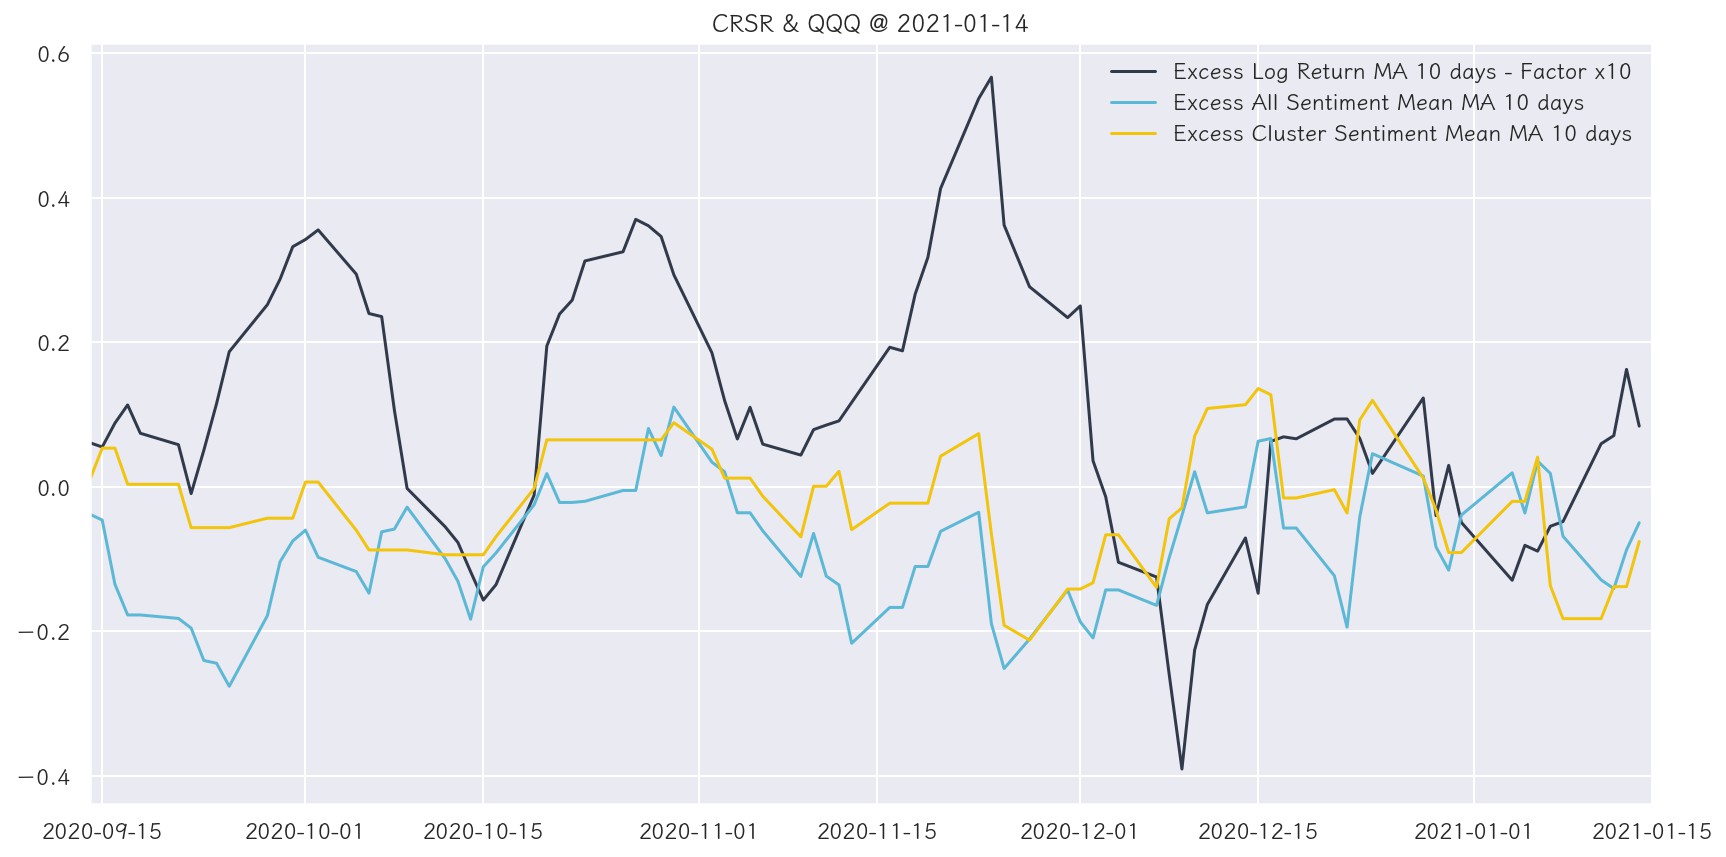 CRSR & QQQ @ 2021-01-14
Excess Log Return MA 10 days - Factor x10
Excess All Sentiment Mean MA 10 days
Excess Cluster Sentiment Mean MA 10 days
0.6
0.4
0.2
0.0
−0.2
−0.4
2020-09-15 2020-10-01 2020-10-15 2020-11-01 2020-11-15 2020-12-01 2020-12-15 2021-01-01 2021-01-15